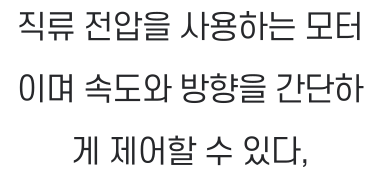 직류 전압을 사용하는 모터
이며 속도와 방향을 간단하
게 제어할 수 있다,